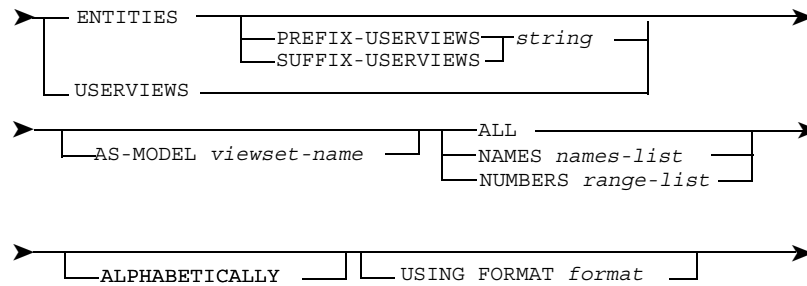 ENTITIES
PREFIX-USERVIEWS string
SUFFIX-USERVIEWS
USERVIEWS
ALL
AS-MODEL viewset-name NAMES names-list
NUMBERS range-list
ALPHABETICALLY USING FORMAT format